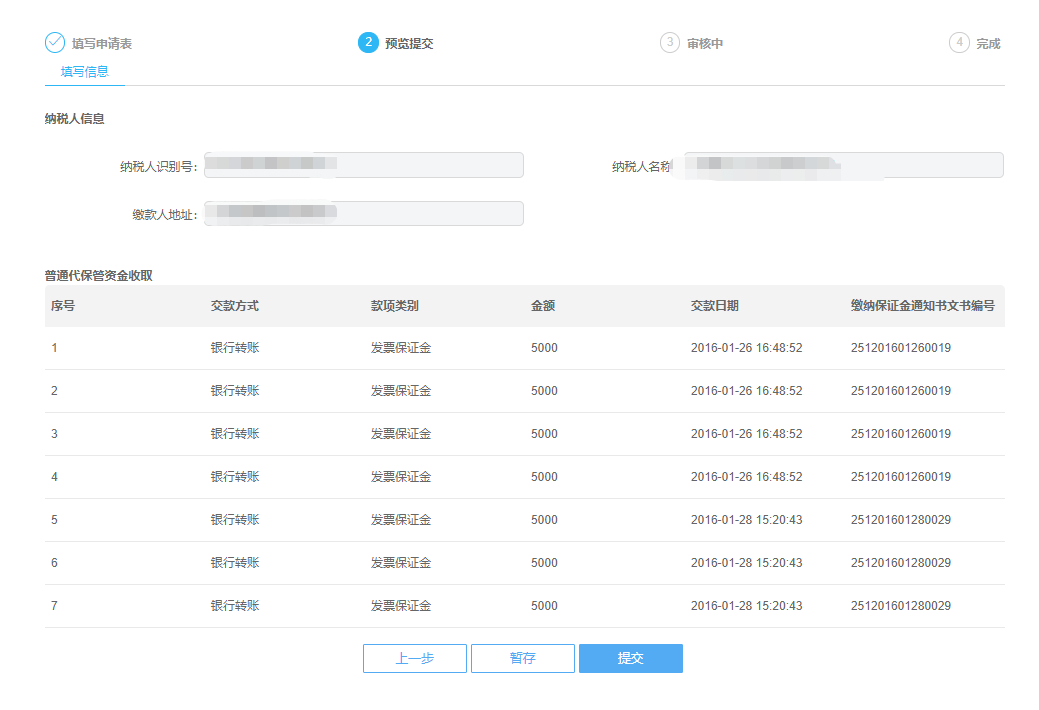 填写申请表 2 预览提交 3 审核中 4 完成
填写信息
纳税人信息
纳税人识别号: 纳税人名称
缴款人地址:
普通代保管资金收取
序号 交款方式 款项类别 金额 交款日期 缴纳保证金通知书文书编号
1 银行转账 发票保证金 5000 2016-01-26 16:48:52 251201601260019
2 银行转账 发票保证金 5000 2016-01-26 16:48:52 251201601260019
3 银行转账 发票保证金 5000 2016-01-26 16:48:52 251201601260019
4 银行转账 发票保证金 5000 2016-01-26 16:48:52 251201601260019
5 银行转账 发票保证金 5000 2016-01-28 15:20:43 251201601280029
6 银行转账 发票保证金 5000 2016-01-28 15:20:43 251201601280029
7 银行转账 发票保证金 5000 2016-01-28 15:20:43 251201601280029
上一步 暂存 提交